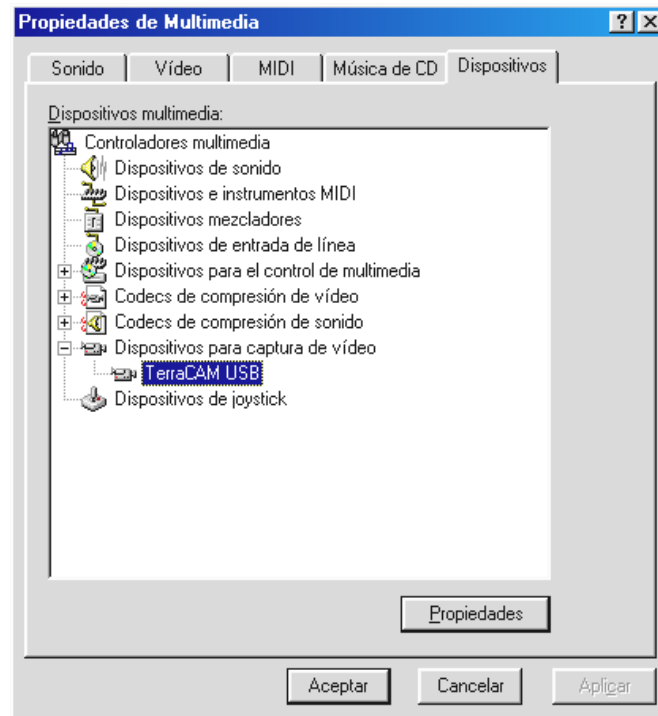 Propiedades de Multimedia
Sonido Vídeo MIDI Música de CD Dispositivos
Dispositivos multimedia:
Controladores multimedia
Dispositivos de sonido
Dispositivos e instrumentos MIDI
Dispositivos mezcladores
Dispositivos de entrada de línea
Dispositivos para el control de multimedia
Codecs de compresión de vídeo
Codecs de compresión de sonido
Dispositivos para captura de vídeo
TerraCAM USB
Dispositivos de joystick
Propiedades
Aceptar Cancelar Aplicar